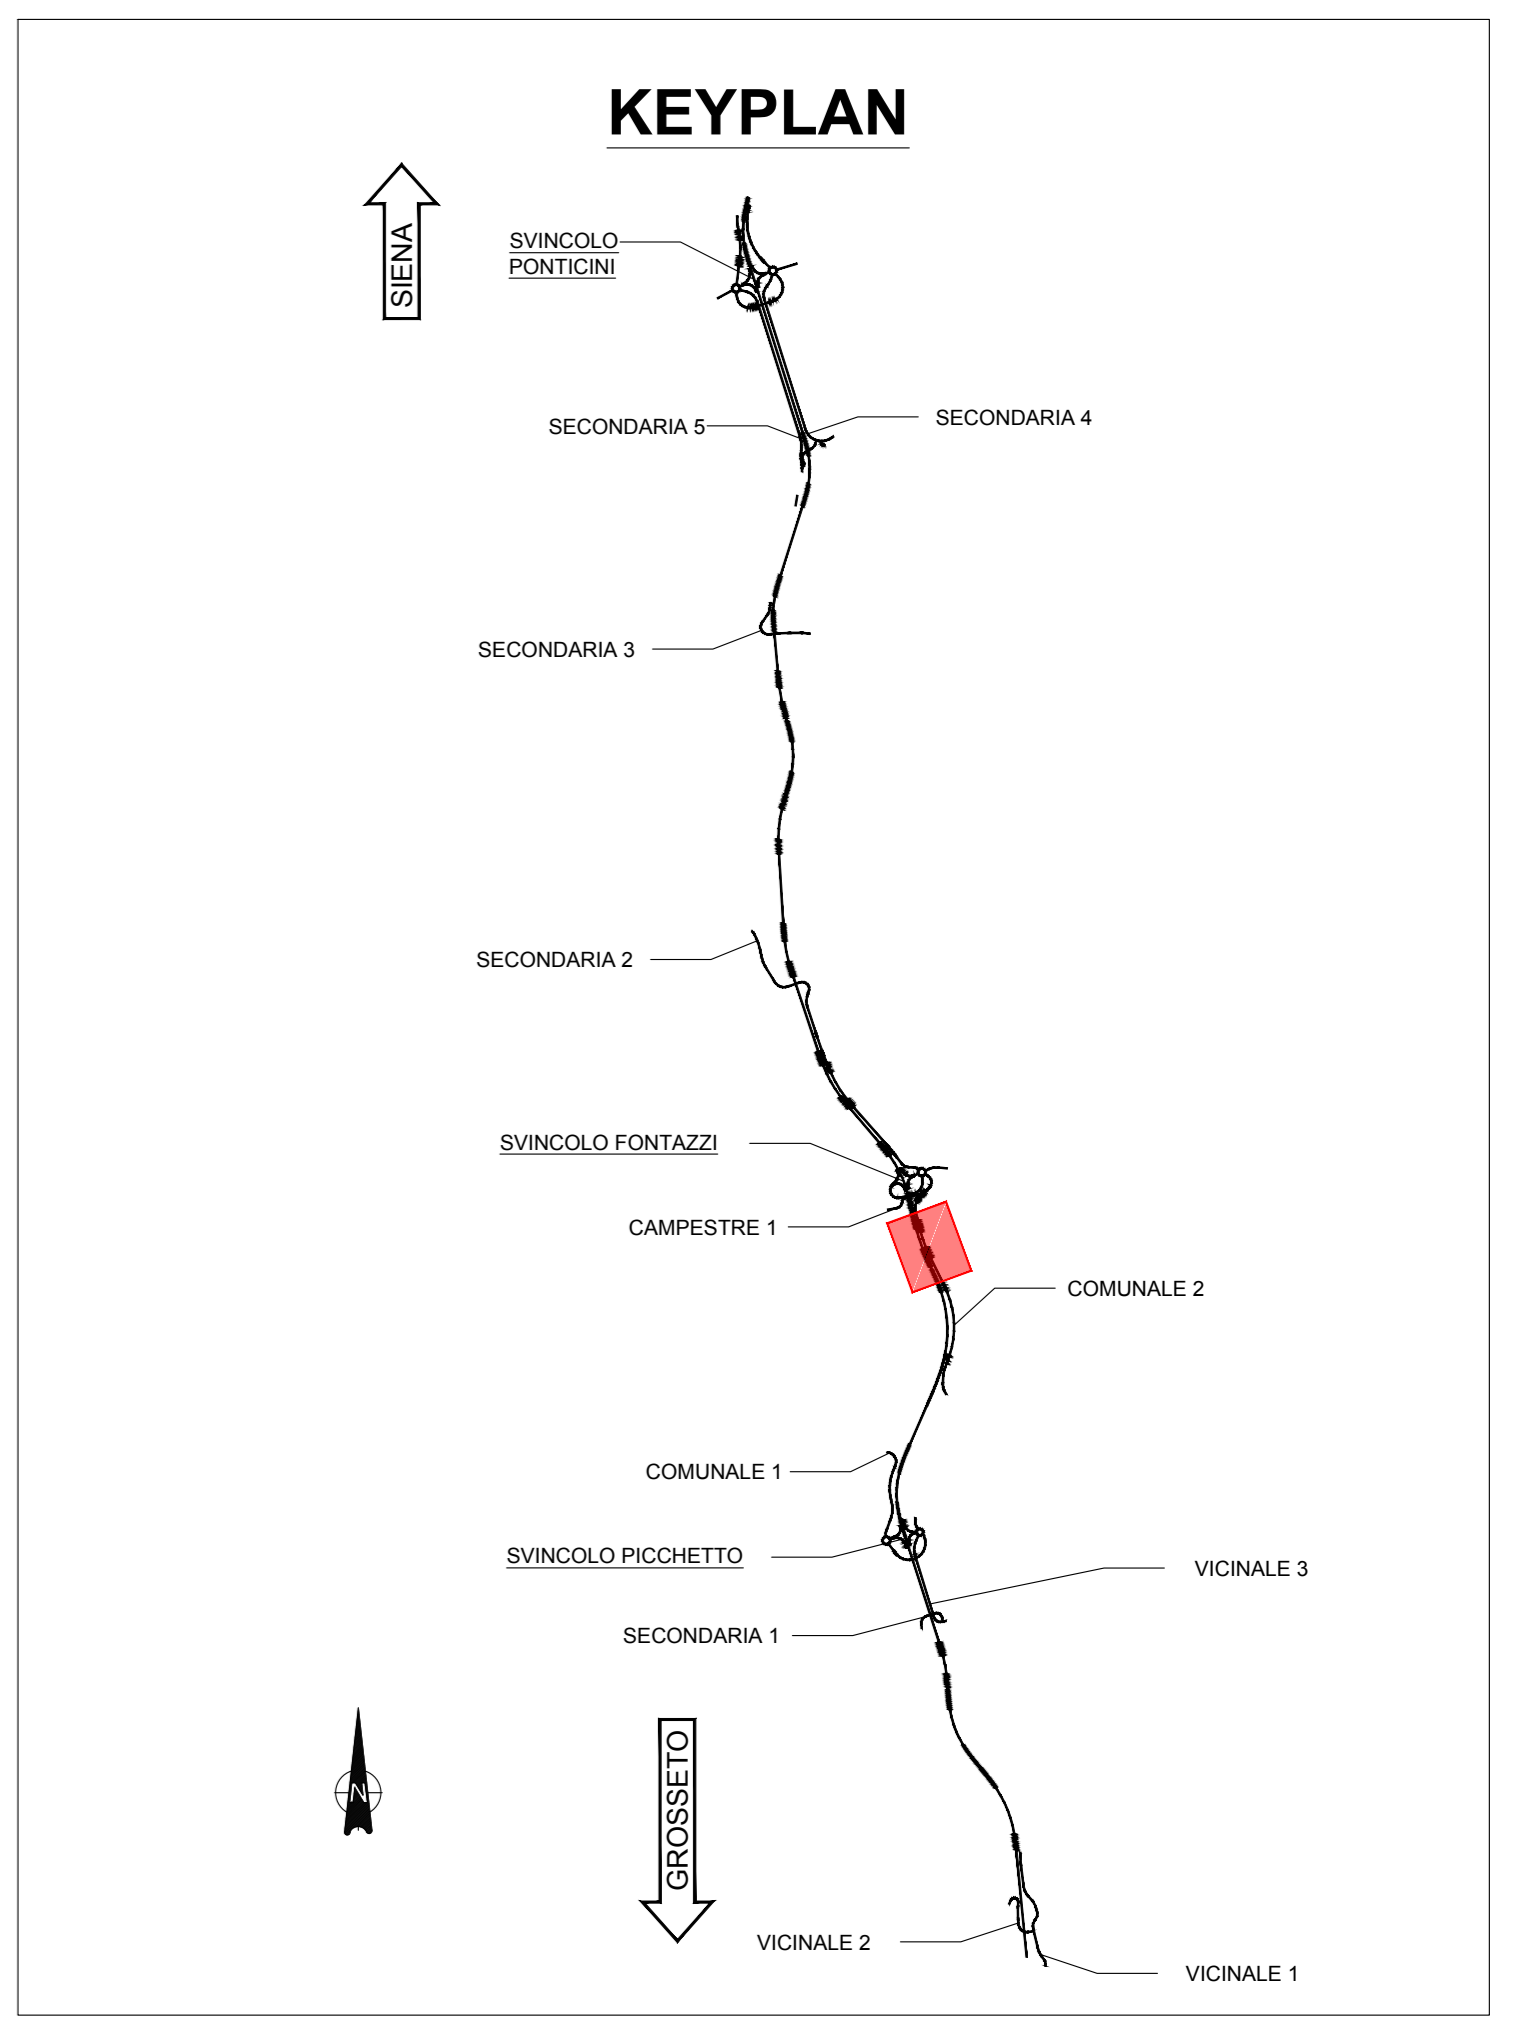 KEYPLAN
SIENA
SVINCOLO
PONTICINI
SECONDARIA 4
SECONDARIA 5
SECONDARIA 3
SECONDARIA 2
SVINCOLO FONTAZZI
CAMPESTRE 1
COMUNALE 2
COMUNALE 1
SVINCOLO PICCHETTO
VICINALE 3
SECONDARIA 1
N
GROSSETO
VICINALE 2
VICINALE 1